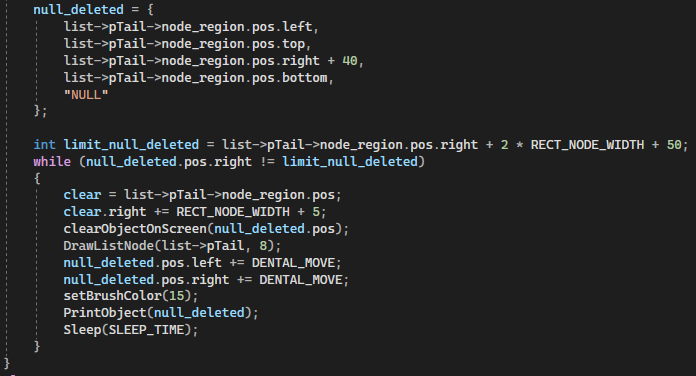 null_deleted = {
list->pTail->node_region.pos.left,
list->pTail->node_region.pos.top,
list->pTail->node_region.pos.right + 40,
list->pTail->node_region.pos.bottom,
"NULL"
};
int limit_null_deleted = list->pTail->node_region.pos.right + 2 * RECT_NODE_WIDTH + 50;
while (null_deleted.pos.right != limit_null_deleted)
{
clear = list->pTail->node_region.pos;
clear.right += RECT_NODE_WIDTH + 5;
clearObjectOnScreen(null_deleted.pos);
DrawListNode(list->pTail, 8);
null_deleted.pos.left += DENTAL_MOVE;
null_deleted.pos.right += DENTAL_MOVE;
setBrushColor(15);
PrintObject(null_deleted);
Sleep(SLEEP_TIME);
}
}